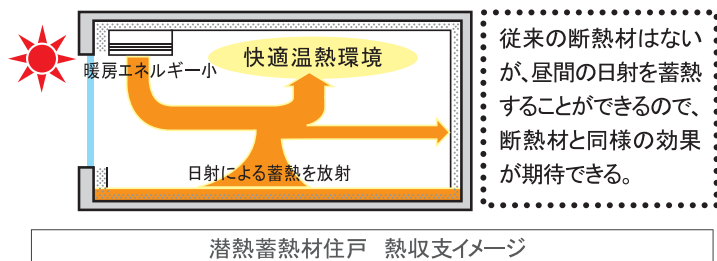 快適温熱環境
暖房エネルギー小
日射による蓄熱を放射
従来の断熱材はない
が、昼間の日射を蓄熱
することができるので、
断熱材と同様の効果
が期待できる。
潜熱蓄熱材住戸　熱収支イメージ